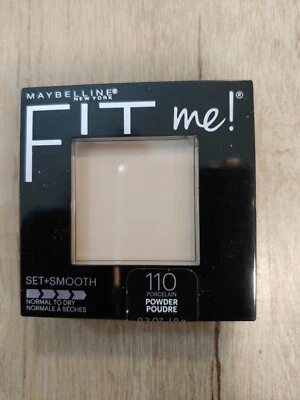 MAYBELLINE®
NEW YORK
FIT me!®
SET+SMOOTH
NORMAL TO DRY
NORMALE À SÈCHES
110
PORCELAIN
POWDER
POUDRE